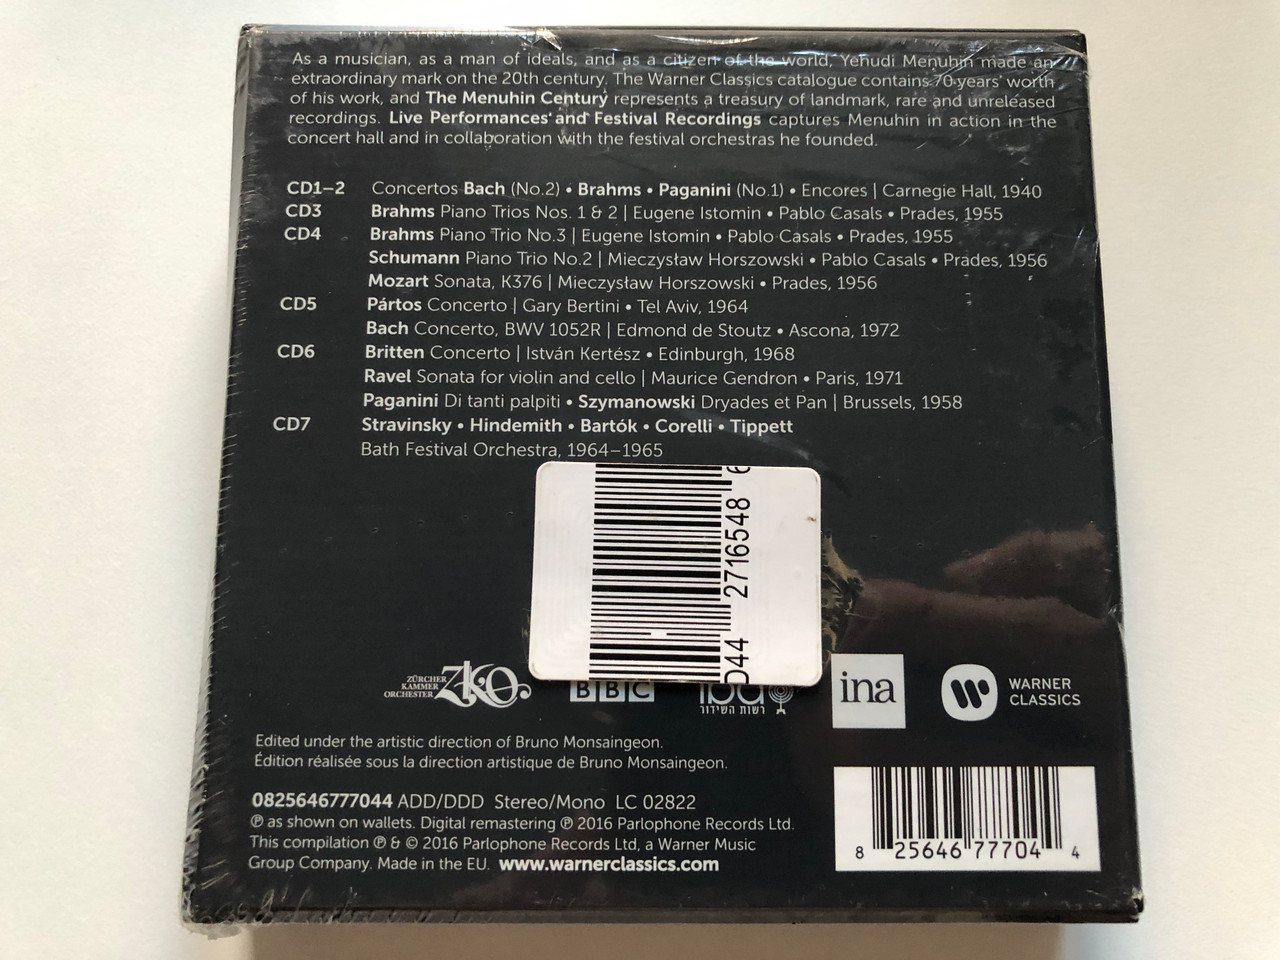 As a musician, as a man of ideals, and as a citizen of the world, Yehudi Menuhin made an
extraordinary mark on the 20th century. The Warner Classics catalogue contains 70 years' worth
of his work, and The Menuhin Century represents a treasury of landmark, rare and unreleased
recordings. Live Performances and Festival Recordings captures Menuhin in action in the
concert hall and in collaboration with the festival orchestras he founded.
CD1–2 Concertos Bach (No.2) • Brahms • Paganini (No.1) • Encores | Carnegie Hall, 1940
CD3 Brahms Piano Trios Nos. 1 & 2 | Eugene Istomin • Pablo Casals • Prades, 1955
CD4 Brahms Piano Trio No.3 | Eugene Istomin • Pablo Casals • Prades, 1955
Schumann Piano Trio No.2 | Mieczysław Horszowski • Pablo Casals • Prades, 1956
Mozart Sonata, K376 | Mieczysław Horszowski • Prades, 1956
CD5 Pártos Concerto | Gary Bertini • Tel Aviv, 1964
Bach Concerto, BWV 1052R | Edmond de Stoutz • Ascona, 1972
CD6 Britten Concerto | István Kertész • Edinburgh, 1968
Ravel Sonata for violin and cello | Maurice Gendron • Paris, 1971
Paganini Di tanti palpiti • Szymanowski Dryades et Pan | Brussels, 1958
CD7 Stravinsky • Hindemith • Bartók • Corelli • Tippett
Bath Festival Orchestra, 1964–1965
044 2716548 6
ZÜRCHER
KAMMER
ORCHESTER
ZKO
BBC
iba
רשות השידור
ina
WARNER
CLASSICS
Edited under the artistic direction of Bruno Monsaingeon.
Édition réalisée sous la direction artistique de Bruno Monsaingeon.
0825646777044 ADD/DDD Stereo/Mono LC 02822
℗ as shown on wallets. Digital remastering ℗ 2016 Parlophone Records Ltd.
This compilation ℗ & © 2016 Parlophone Records Ltd, a Warner Music
Group Company. Made in the EU. www.warnerclassics.com
8 25646 77704 4